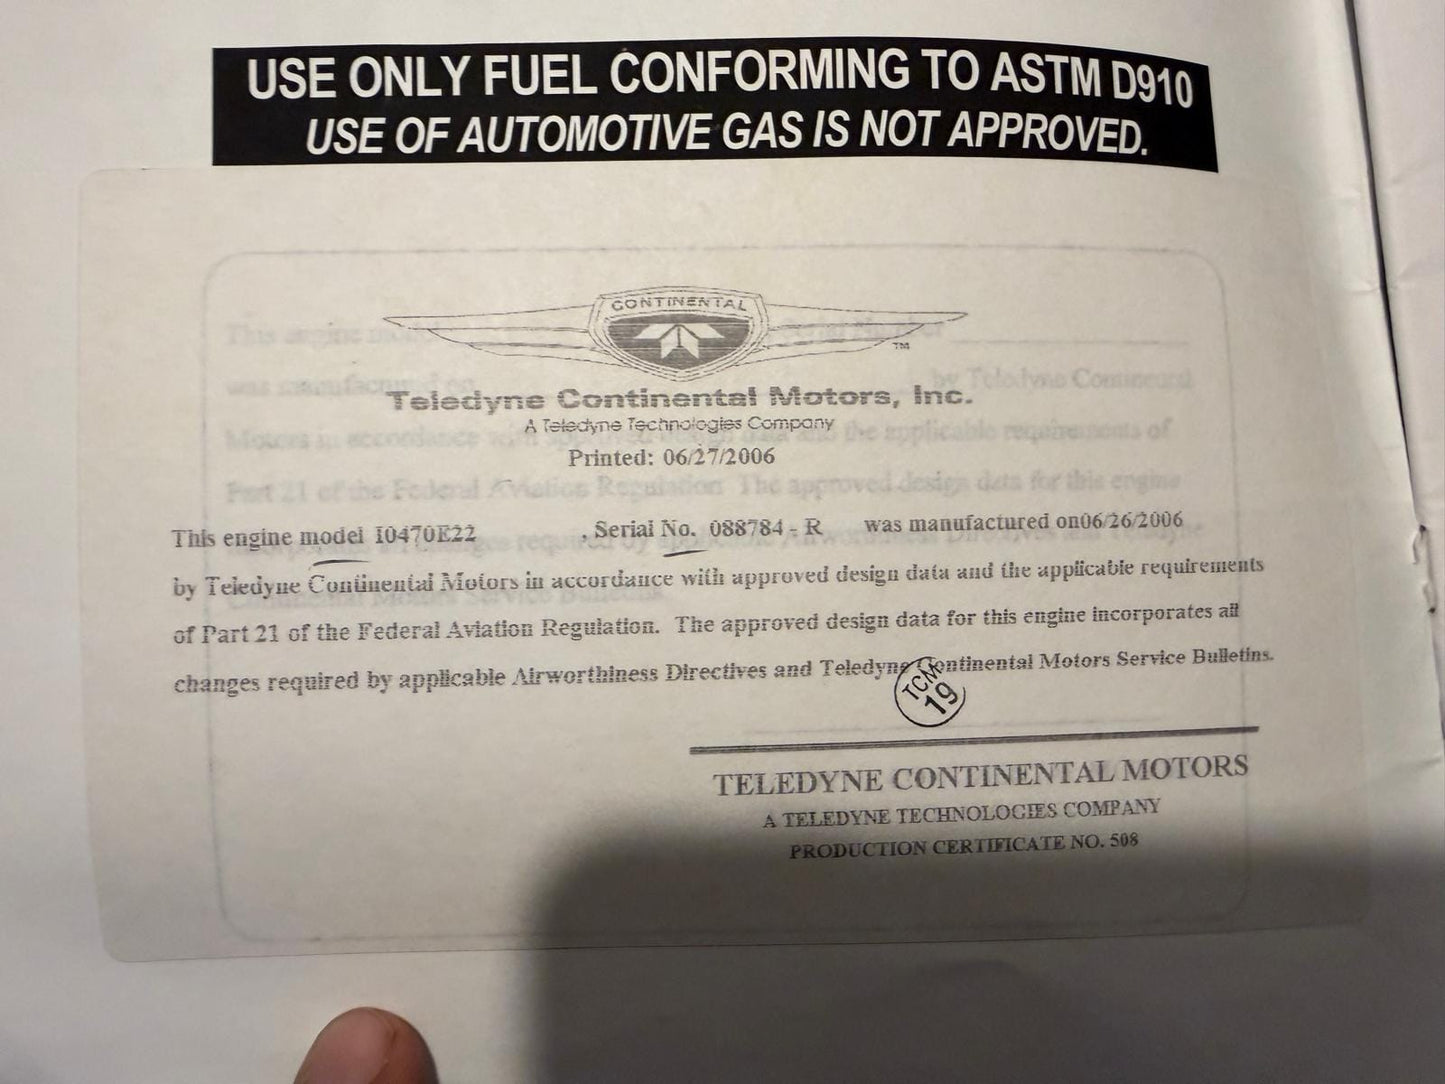 USE ONLY FUEL CONFORMING TO ASTM D910
USE OF AUTOMOTIVE GAS IS NOT APPROVED.
CONTINENTAL
TM
Teledyne Continental Motors, Inc.
A Teledyne Technologies Company
Printed: 06/27/2006
This engine model IO470E22 , Serial No. 088784 - R was manufactured on06/26/2006
by Teledyne Continental Motors in accordance with approved design data and the applicable requirements
of Part 21 of the Federal Aviation Regulation. The approved design data for this engine incorporates all
changes required by applicable Airworthiness Directives and Teledyne Continental Motors Service Bulletins.
TCM
19
TELEDYNE CONTINENTAL MOTORS
A TELEDYNE TECHNOLOGIES COMPANY
PRODUCTION CERTIFICATE NO. 508